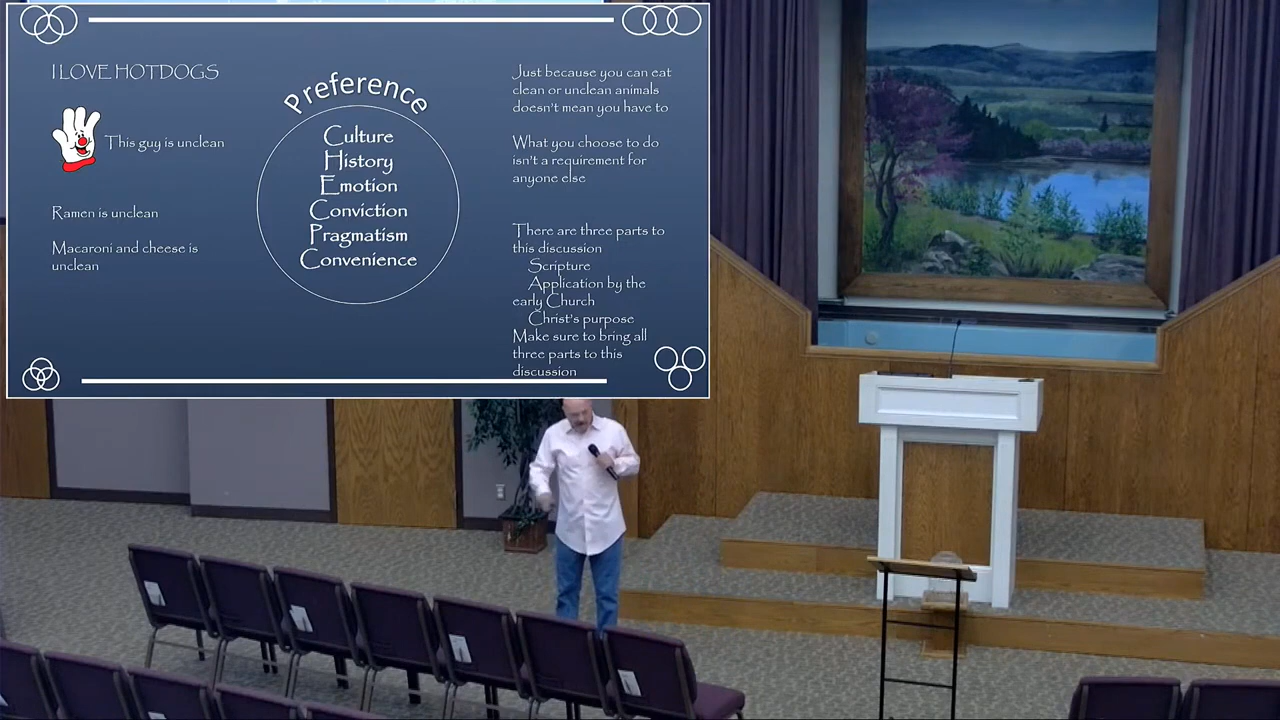 I LOVE HOTDOGS
This guy is unclean
Ramen is unclean
Macaroni and cheese is
unclean
Preference
Culture
History
Emotion
Conviction
Pragmatism
Convenience
Just because you can eat
clean or unclean animals
doesn't mean you have to
What you choose to do
isn't a requirement for
anyone else
There are three parts to
this discussion
Scripture
Application by the
early Church
Christ's purpose
Make sure to bring all
three parts to this
discussion